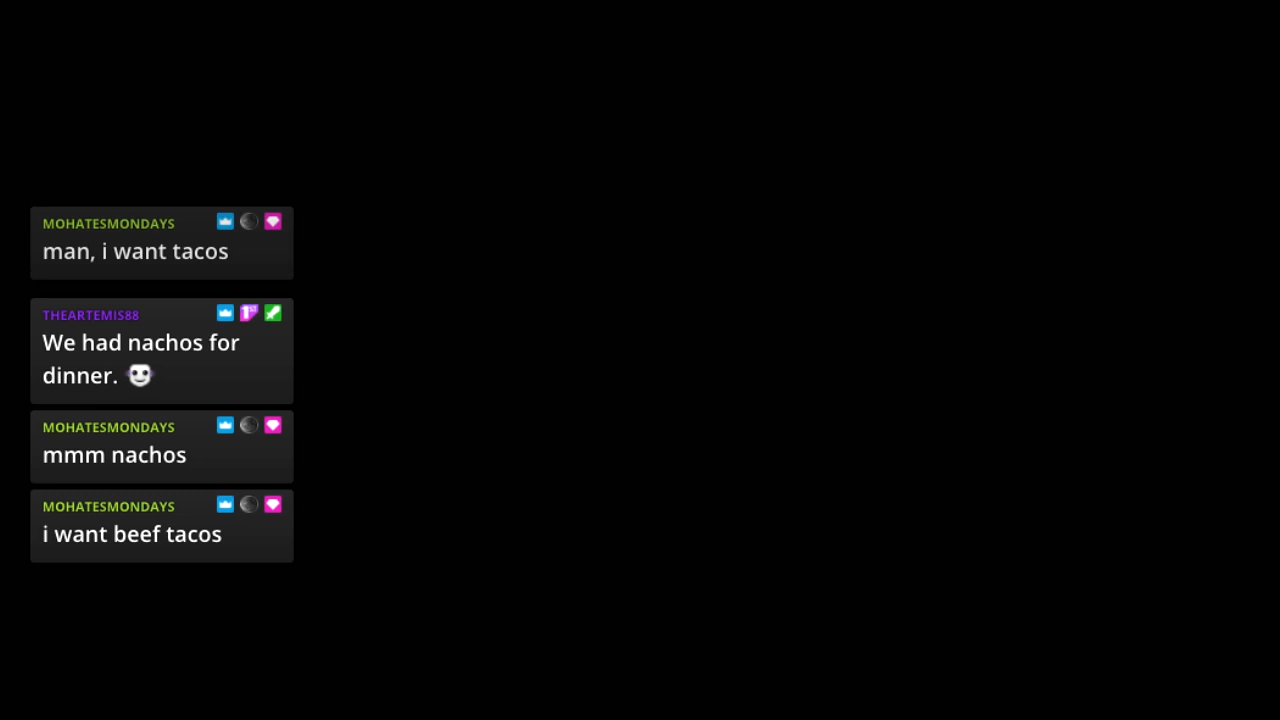 MOHATESMONDAYS
man, i want tacos
THEARTEMIS88
We had nachos for
dinner.
MOHATESMONDAYS
mmm nachos
MOHATESMONDAYS
i want beef tacos